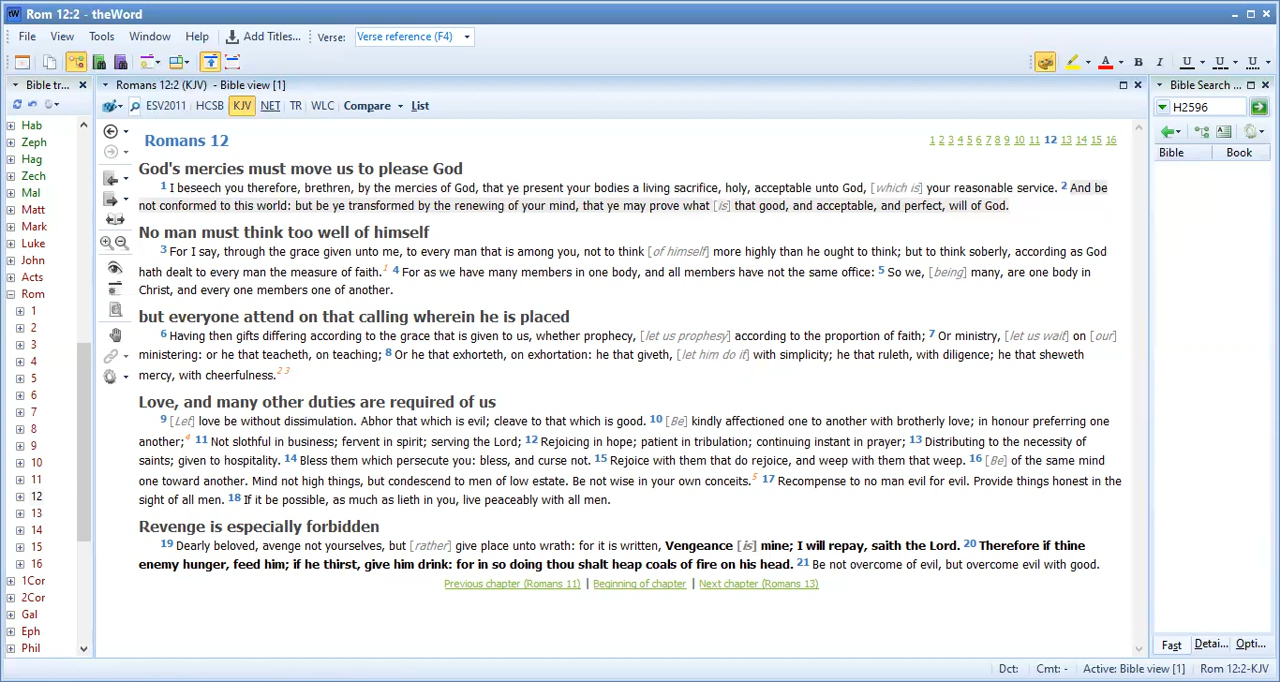 Rom 12:2 - theWord
File View Tools Window Help Add Titles... Verse: Verse reference (F4)
A B I U U U
Bible tr...
Romans 12:2 (KJV) - Bible view [1]
Bible Search ...
ESV2011 HCSB KJV NET TR WLC Compare List
H2596
Bible Book
Hab
Zeph
Hag
Zech
Mal
Matt
Mark
Luke
John
Acts
Rom
1
2
3
4
5
6
7
8
9
10
11
12
13
14
15
16
1Cor
2Cor
Gal
Eph
Phil
Romans 12
1 2 3 4 5 6 7 8 9 10 11 12 13 14 15 16
God's mercies must move us to please God
1 I beseech you therefore, brethren, by the mercies of God, that ye present your bodies a living sacrifice, holy, acceptable unto God, [which is] your reasonable service. 2 And be
not conformed to this world: but be ye transformed by the renewing of your mind, that ye may prove what [is] that good, and acceptable, and perfect, will of God.
No man must think too well of himself
3 For I say, through the grace given unto me, to every man that is among you, not to think [of himself] more highly than he ought to think; but to think soberly, according as God
hath dealt to every man the measure of faith.1 4 For as we have many members in one body, and all members have not the same office: 5 So we, [being] many, are one body in
Christ, and every one members one of another.
but everyone attend on that calling wherein he is placed
6 Having then gifts differing according to the grace that is given to us, whether prophecy, [let us prophesy] according to the proportion of faith; 7 Or ministry, [let us wait] on [our]
ministering: or he that teacheth, on teaching; 8 Or he that exhorteth, on exhortation: he that giveth, [let him do it] with simplicity; he that ruleth, with diligence; he that sheweth
mercy, with cheerfulness.2 3
Love, and many other duties are required of us
9 [Let] love be without dissimulation. Abhor that which is evil; cleave to that which is good. 10 [Be] kindly affectioned one to another with brotherly love; in honour preferring one
another;4 11 Not slothful in business; fervent in spirit; serving the Lord; 12 Rejoicing in hope; patient in tribulation; continuing instant in prayer; 13 Distributing to the necessity of
saints; given to hospitality. 14 Bless them which persecute you: bless, and curse not. 15 Rejoice with them that do rejoice, and weep with them that weep. 16 [Be] of the same mind
one toward another. Mind not high things, but condescend to men of low estate. Be not wise in your own conceits.5 17 Recompense to no man evil for evil. Provide things honest in the
sight of all men. 18 If it be possible, as much as lieth in you, live peaceably with all men.
Revenge is especially forbidden
19 Dearly beloved, avenge not yourselves, but [rather] give place unto wrath: for it is written, Vengeance [is] mine; I will repay, saith the Lord. 20 Therefore if thine
enemy hunger, feed him; if he thirst, give him drink: for in so doing thou shalt heap coals of fire on his head. 21 Be not overcome of evil, but overcome evil with good.
Previous chapter (Romans 11) | Beginning of chapter | Next chapter (Romans 13)
Fast Detai... Opti...
Dct: Cmt: - Active: Bible view [1] Rom 12:2-KJV